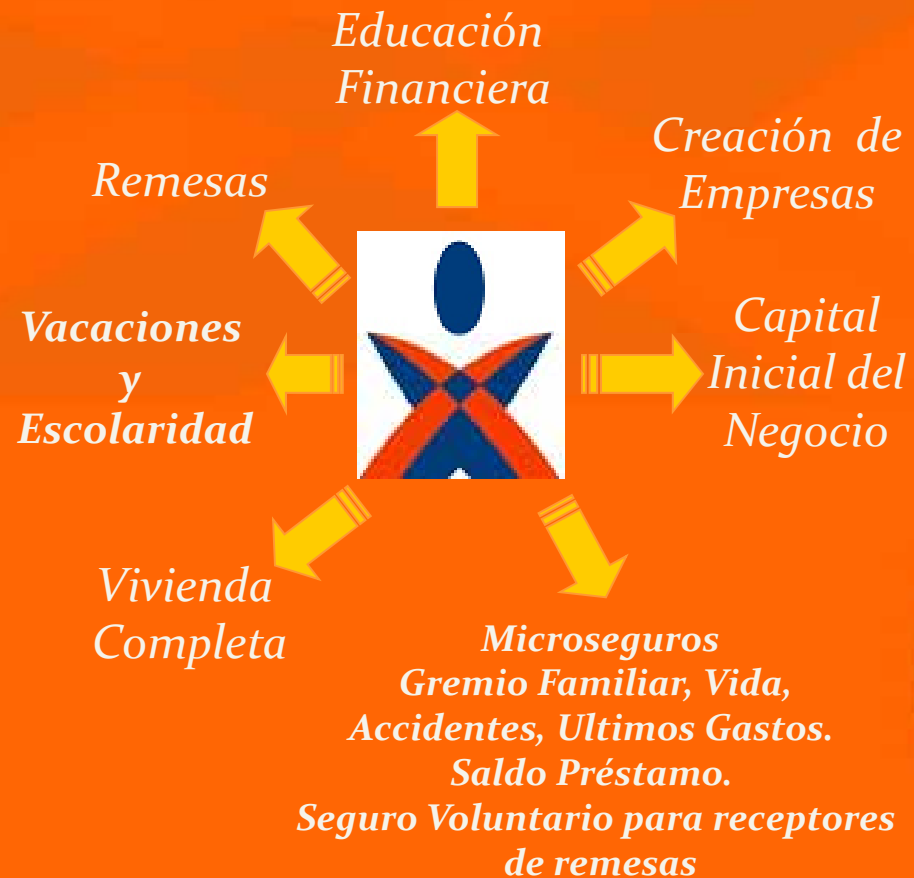 Educación
Financiera
Creación de
Empresas
Remesas
Vacaciones
y
Escolaridad
Capital
Inicial del
Negocio
Vivienda
Completa
Microseguros
Gremio Familiar, Vida,
Accidentes, Ultimos Gastos.
Saldo Préstamo.
Seguro Voluntario para receptores
de remesas